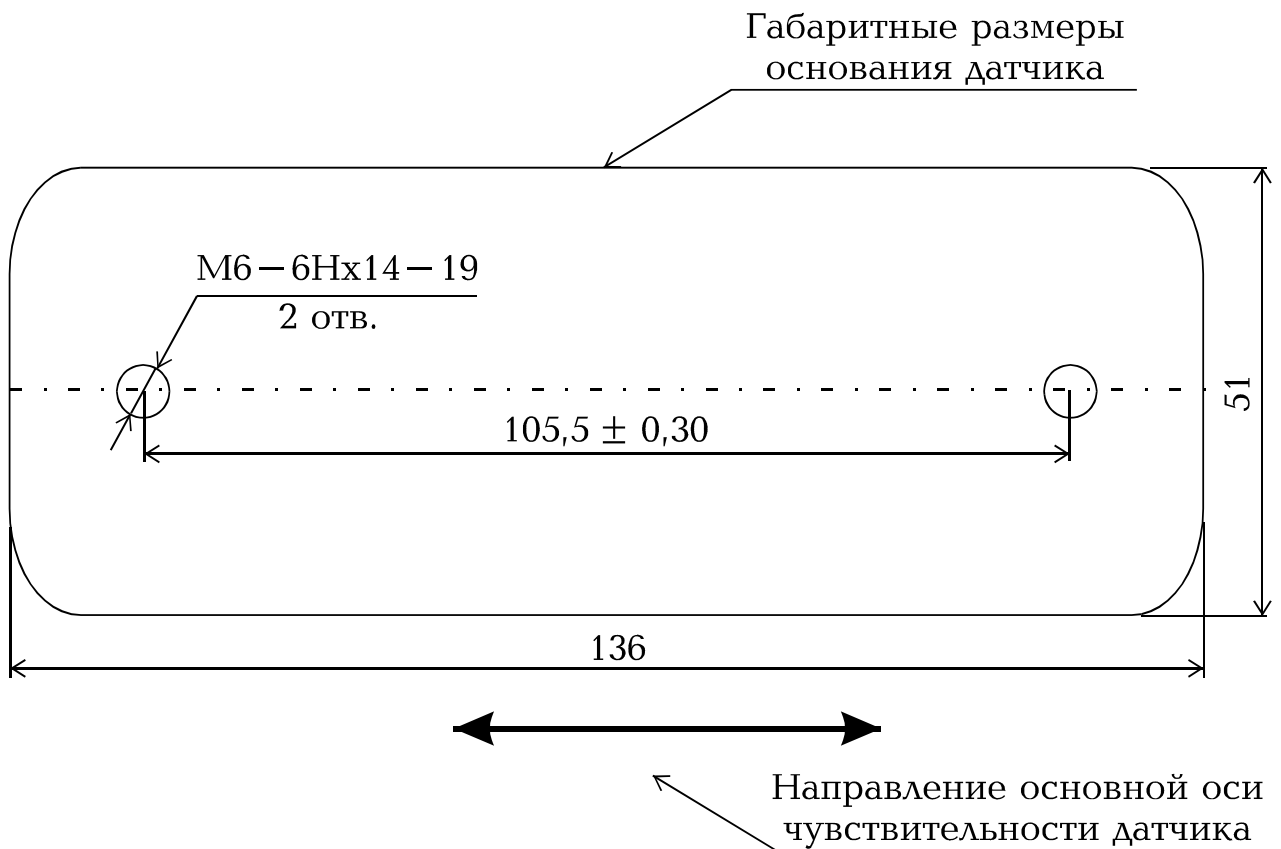 Габаритные размеры
основания датчика
М6 – 6Нх14 – 19
2 отв.
105,5 ± 0,30
51
136
Направление основной оси
чувствительности датчика